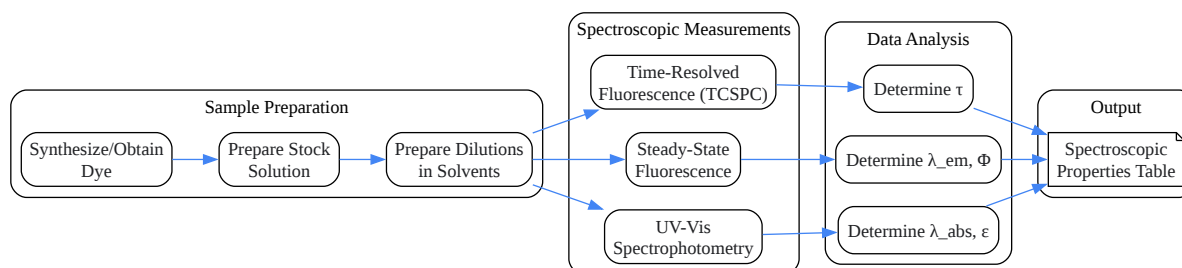 Sample Preparation
Synthesize/Obtain
Dye
Prepare Stock
Solution
Prepare Dilutions
in Solvents
Spectroscopic Measurements
Time-Resolved
Fluorescence (TCSPC)
Steady-State
Fluorescence
UV-Vis
Spectrophotometry
Data Analysis
Determine τ
Determine λ_em, Φ
Determine λ_abs, ε
Output
Spectroscopic
Properties Table